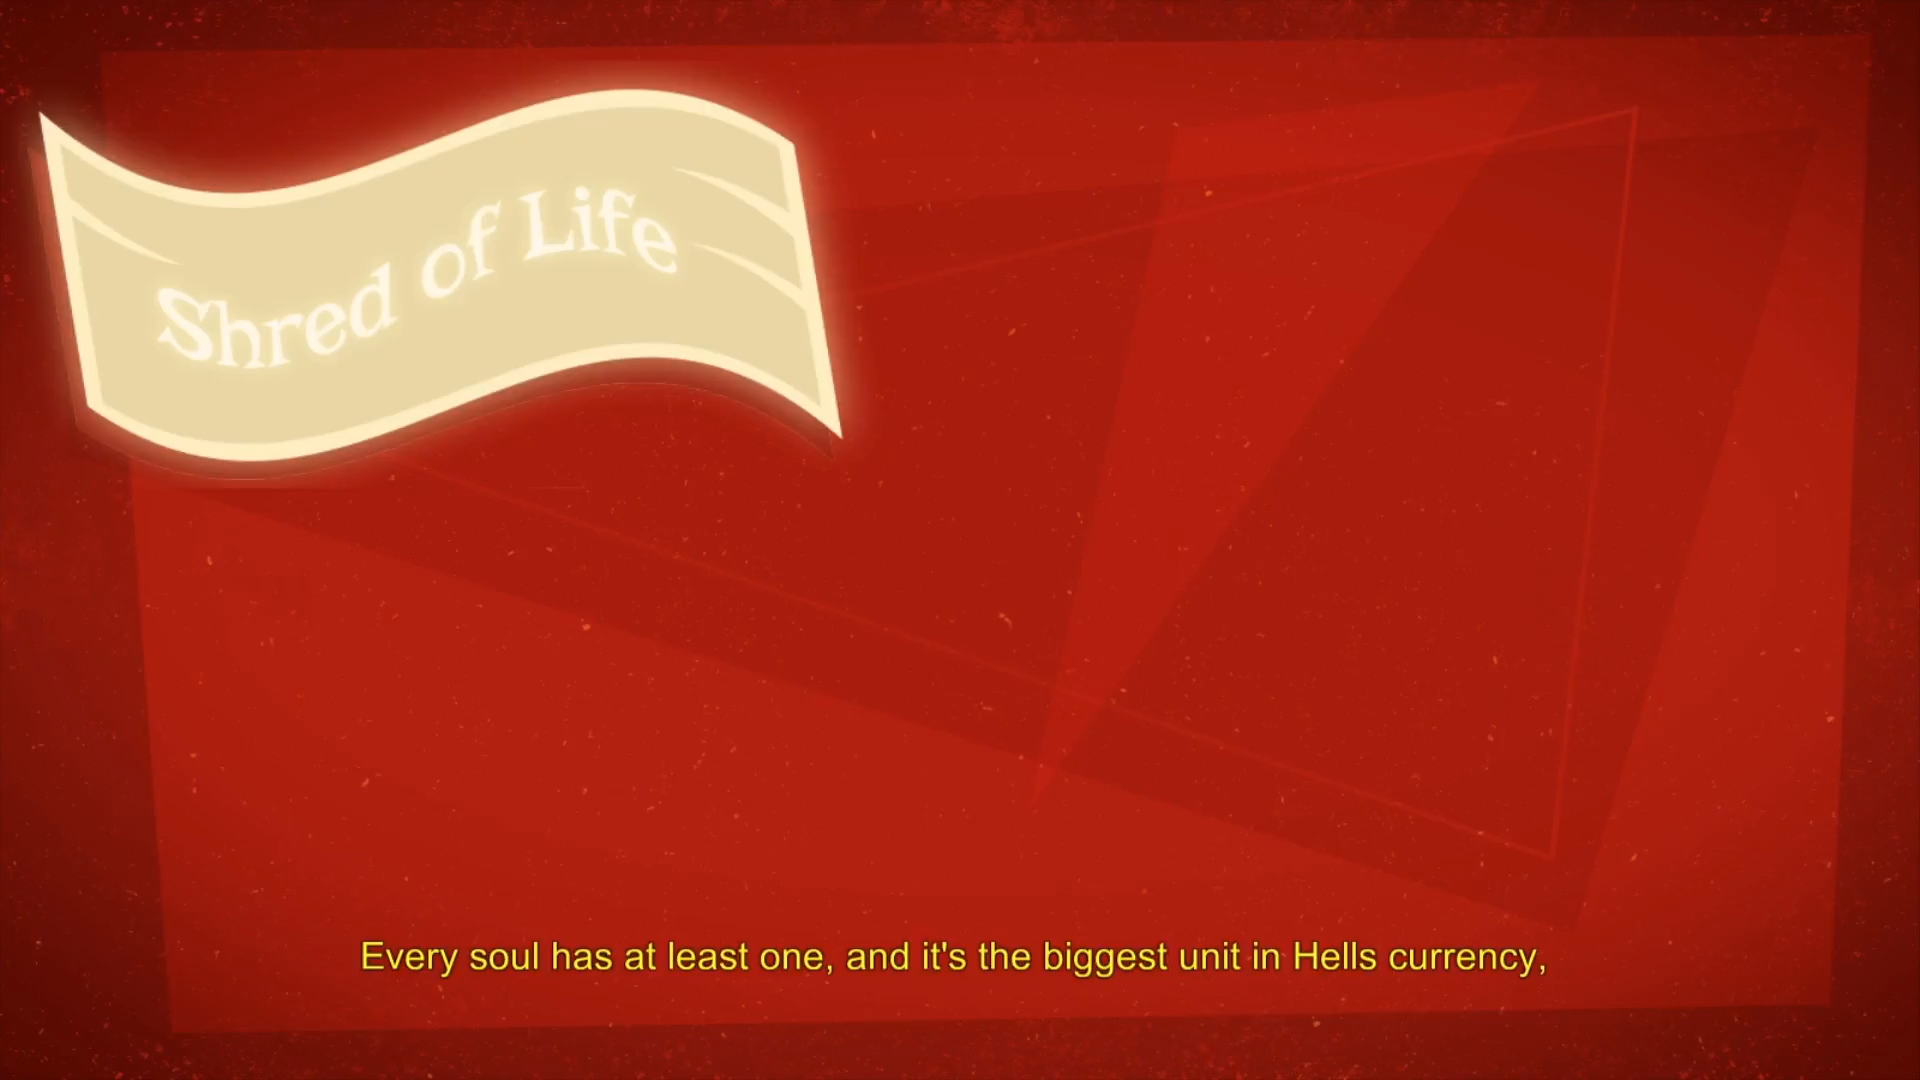 Shred of Life
Every soul has at least one, and it's the biggest unit in Hells currency,